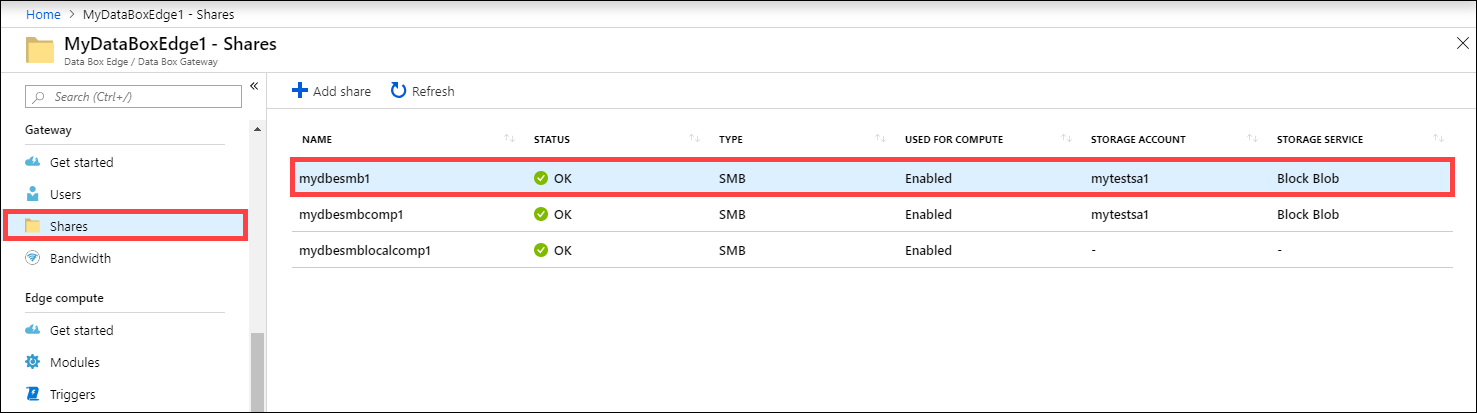 Home > MyDataBoxEdge1 - Shares
MyDataBoxEdge1 - Shares
Data Box Edge / Data Box Gateway
Search (Ctrl+/)
Gateway
Get started
Users
Shares
Bandwidth
Edge compute
Get started
Modules
Triggers
Add share Refresh
NAME STATUS TYPE USED FOR COMPUTE STORAGE ACCOUNT STORAGE SERVICE
mydbesmb1 OK SMB Enabled mytestsa1 Block Blob
mydbesmbcomp1 OK SMB Enabled mytestsa1 Block Blob
mydbesmblocalcomp1 OK SMB Enabled - -